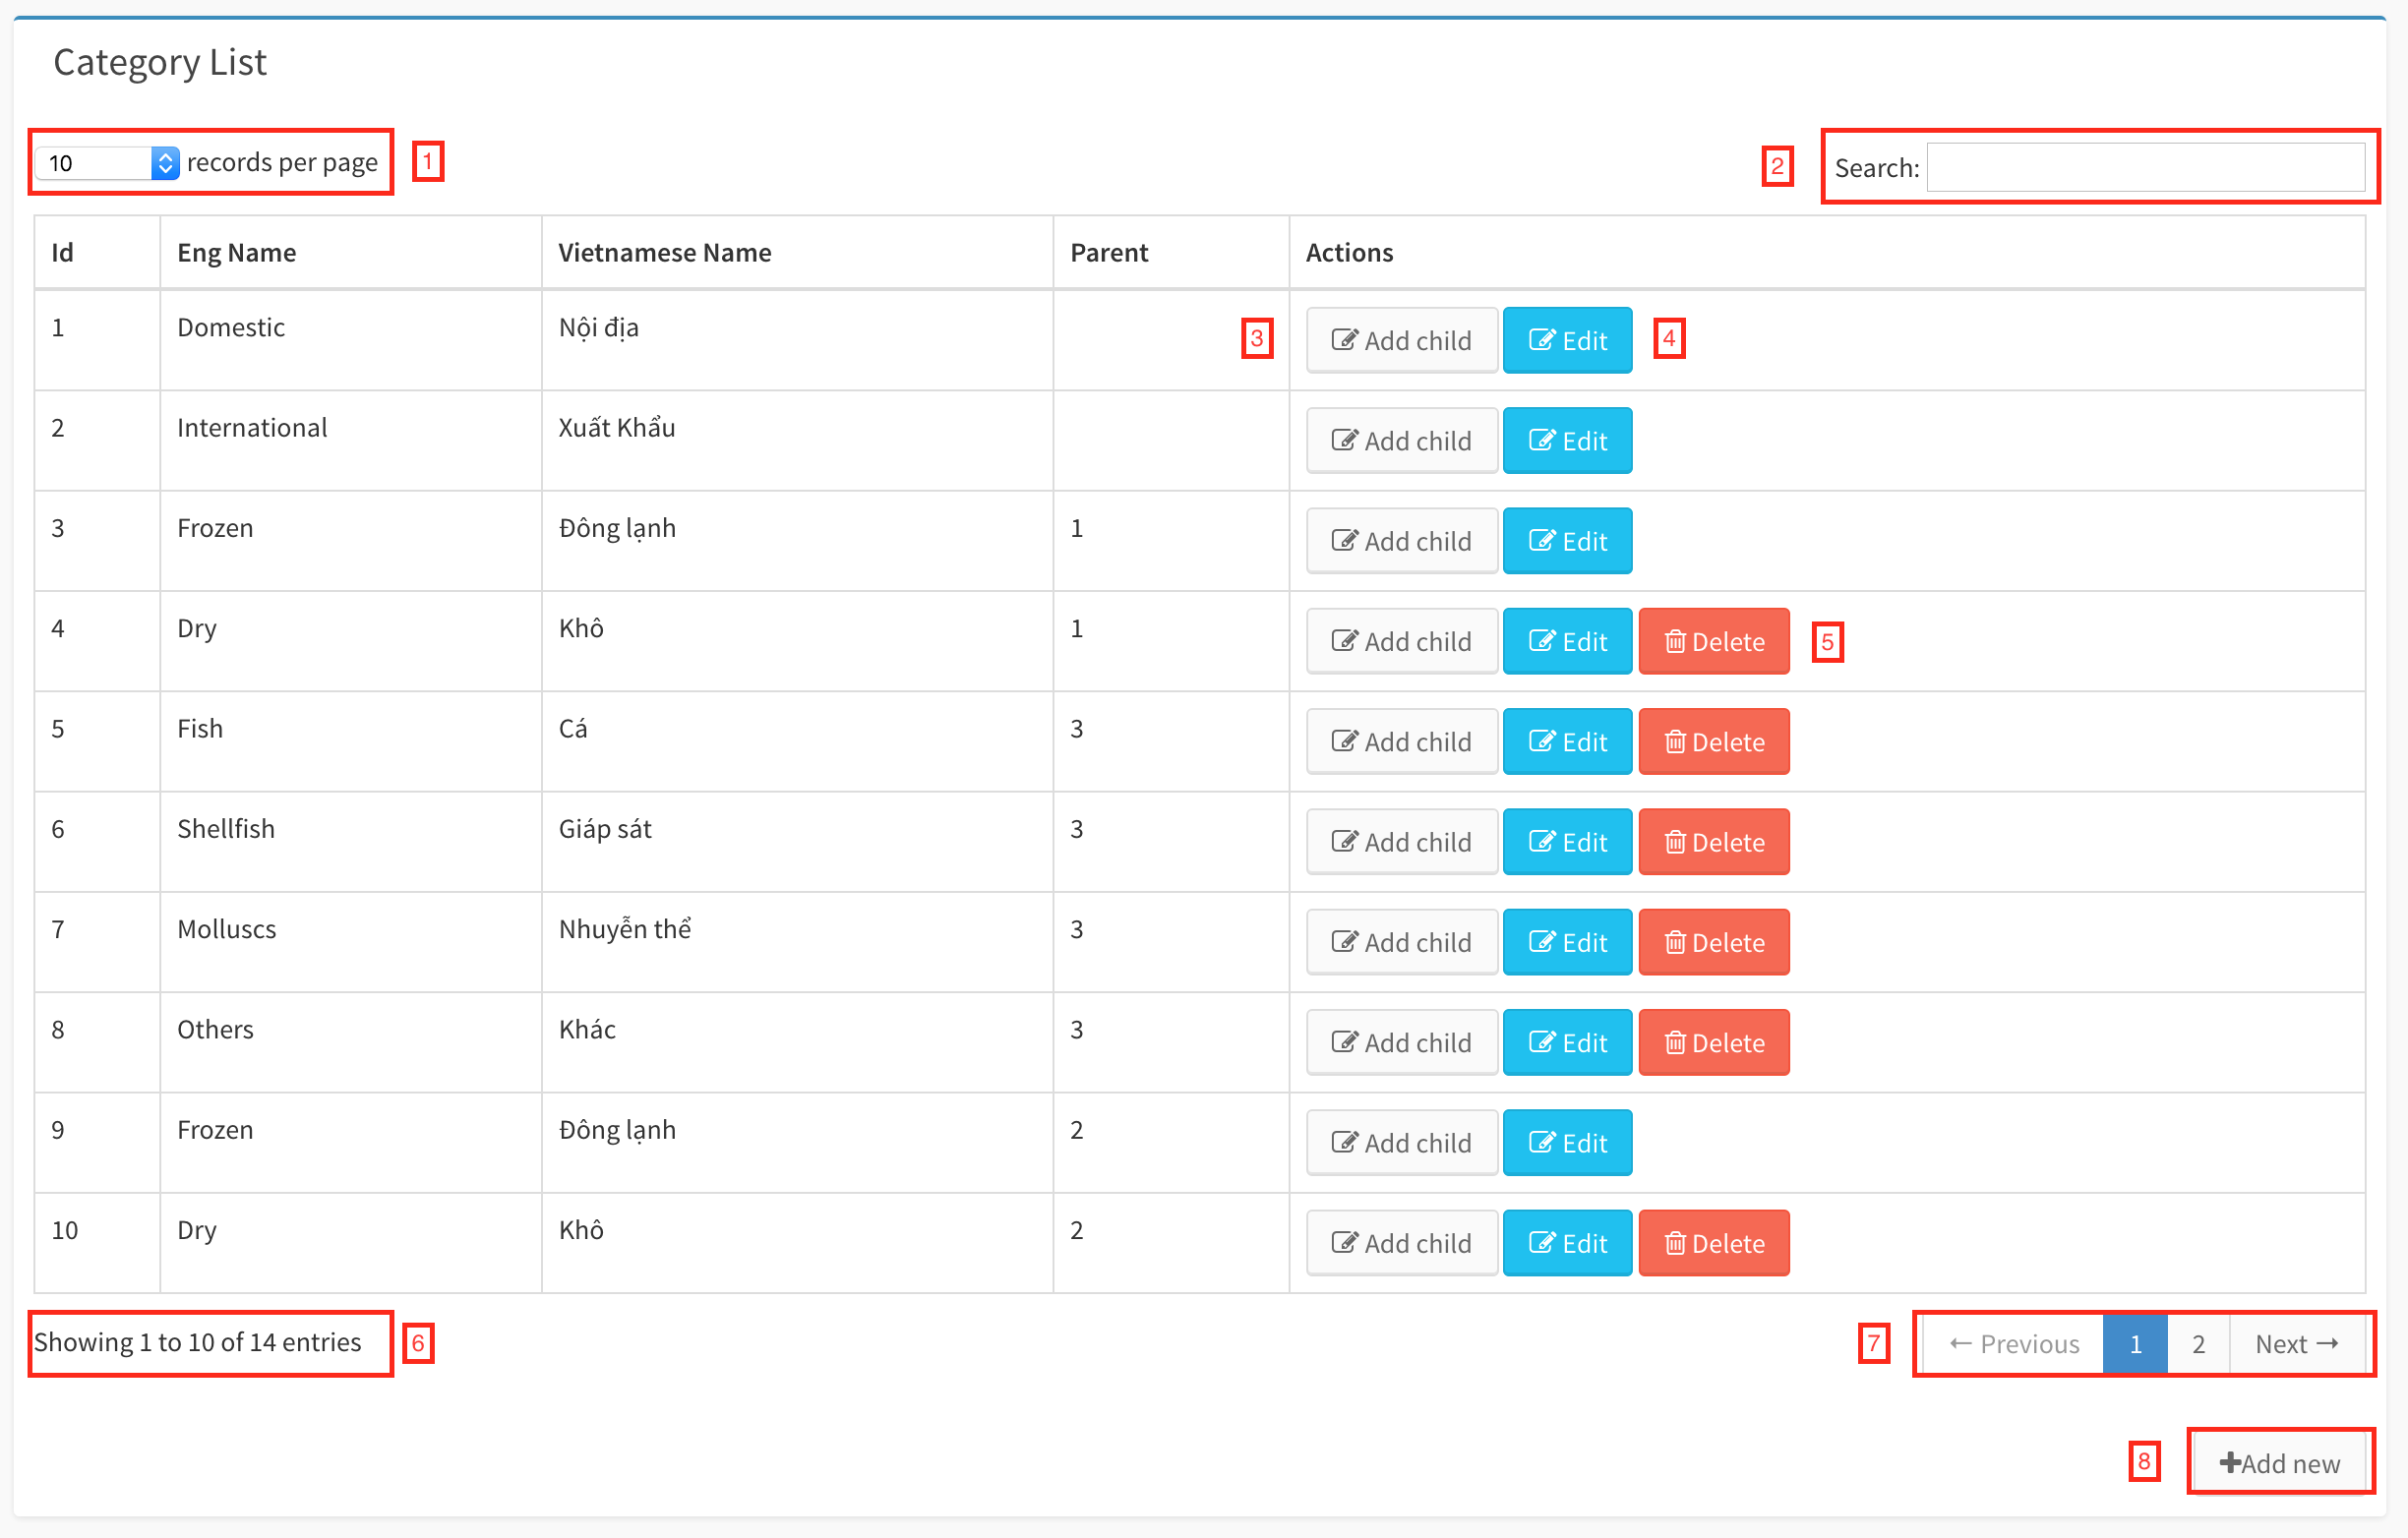 Category List
10 records per page 1
2 Search:
Id Eng Name Vietnamese Name Parent Actions
1 Domestic Nội địa 3 Add child Edit 4
2 International Xuất Khẩu Add child Edit
3 Frozen Đông lạnh 1 Add child Edit
4 Dry Khô 1 Add child Edit Delete 5
5 Fish Cá 3 Add child Edit Delete
6 Shellfish Giáp sát 3 Add child Edit Delete
7 Molluscs Nhuyễn thể 3 Add child Edit Delete
8 Others Khác 3 Add child Edit Delete
9 Frozen Đông lạnh 2 Add child Edit
10 Dry Khô 2 Add child Edit Delete
Showing 1 to 10 of 14 entries 6
7 ← Previous 1 2 Next →
8 +Add new